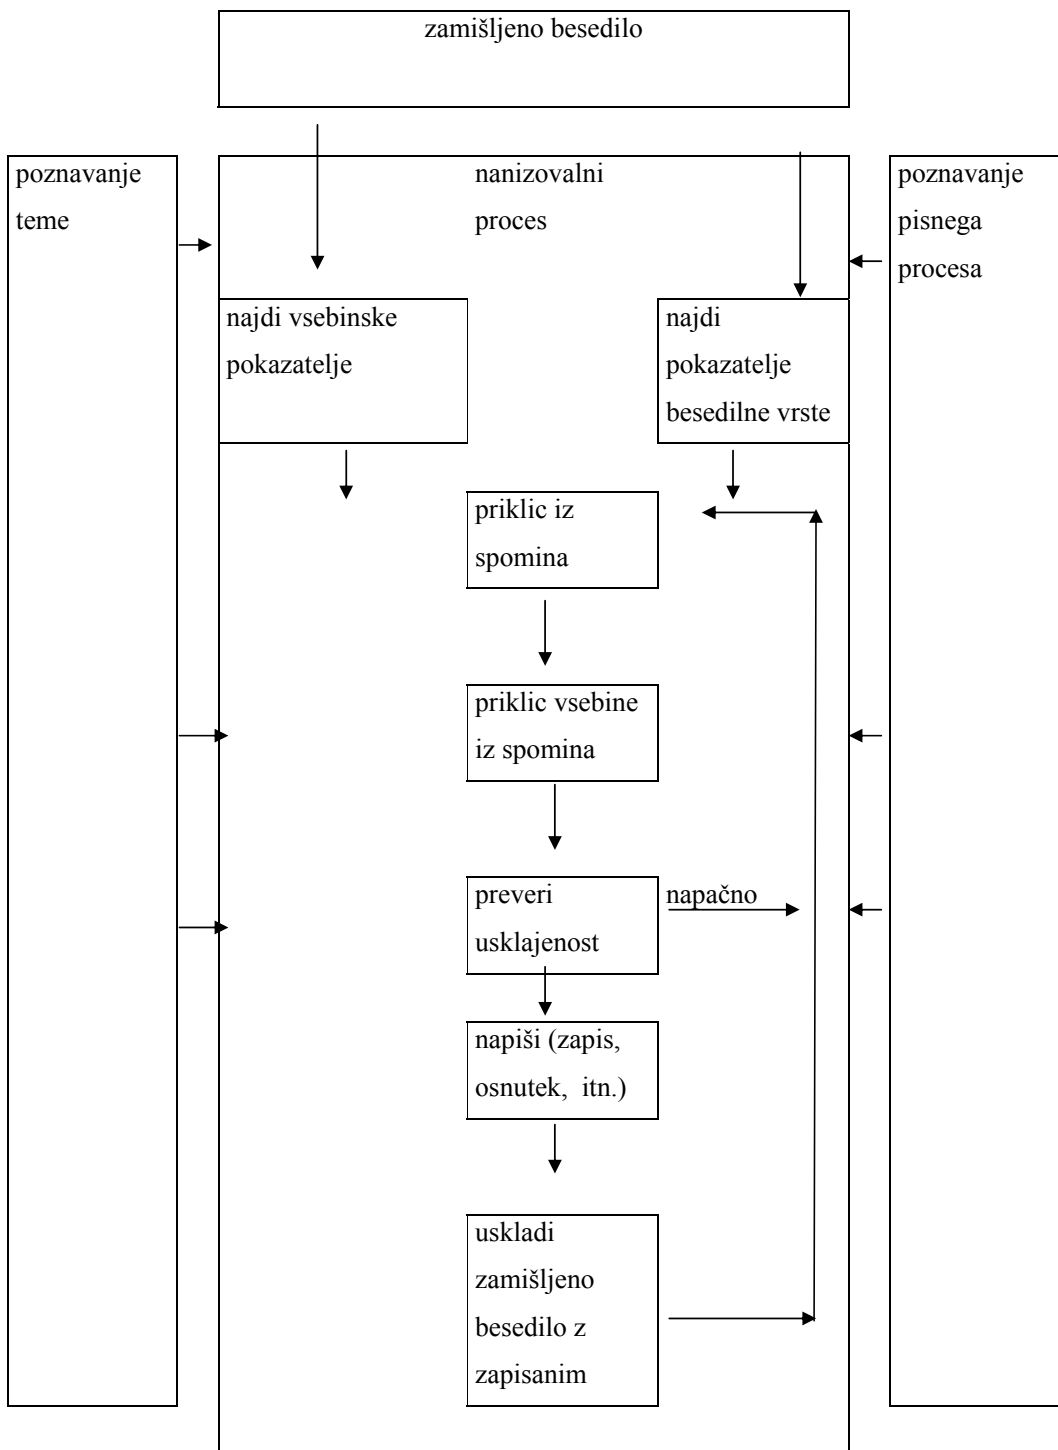 zamišljeno besedilo
poznavanje
teme
nanizovalni
proces
poznavanje
pisnega
procesa
najdi vsebinske
pokazatelje
najdi
pokazatelje
besedilne vrste
priklic iz
spomina
priklic vsebine
iz spomina
preveri
usklajenost
napačno
napiši (zapis,
osnutek, itn.)
uskladi
zamišljeno
besedilo z
zapisanim